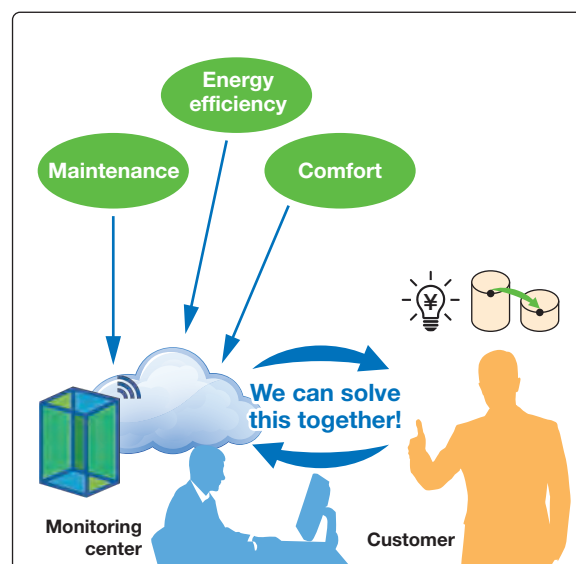 Energy
efficiency
Maintenance
Comfort
¥
We can solve
this together!
Monitoring
center
Customer